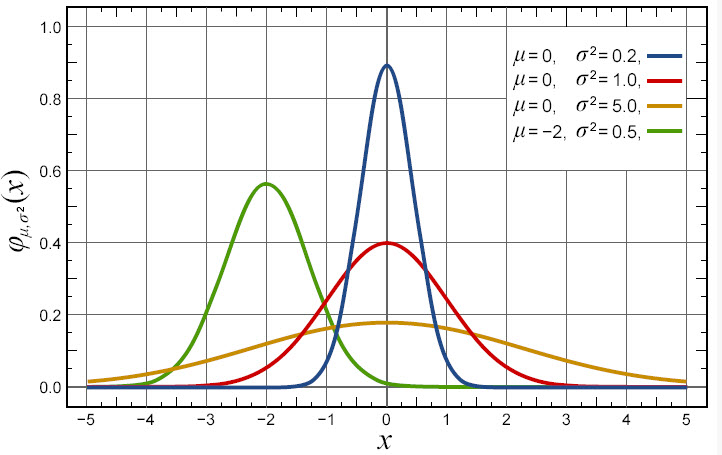 1.0
μ = 0, σ² = 0.2,
μ = 0, σ² = 1.0,
0.8
μ = 0, σ² = 5.0,
μ = −2, σ² = 0.5,
0.6
φμ,σ²(x)
0.4
0.2
0.0
−5 −4 −3 −2 −1 0 1 2 3 4 5
x